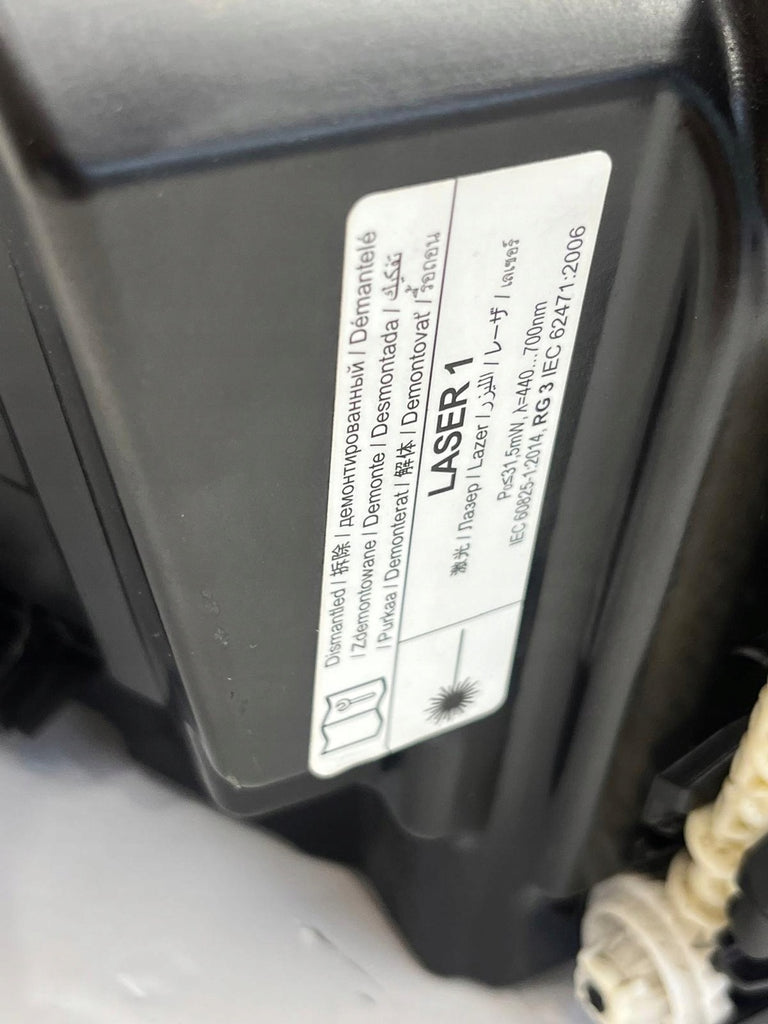 Dismantled / 拆除 / демонтированный / Démantelé
/ Zdemontowane / Demonte / Desmontada / تفكيك
/ Purkaa / Demonterat / 解体 / Demontovať / รื้อถอน
LASER 1
激光 / Лазер / Lazer / الليزر / レーザ / เลเซอร์
Po≤31,5mW, λ=440...700nm
IEC 60825-1:2014, RG 3 IEC 62471:2006